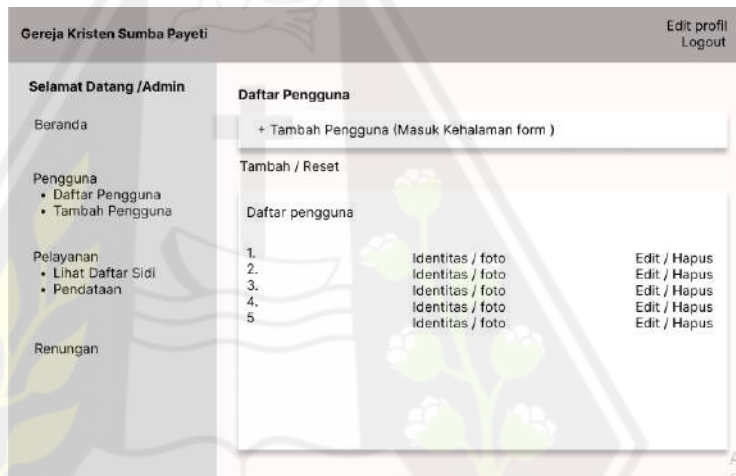 Gereja Kristen Sumba Payeti
Edit profil
Logout
Selamat Datang /Admin
Beranda
Pengguna
• Daftar Pengguna
• Tambah Pengguna
Pelayanan
• Lihat Daftar Sidi
• Pendataan
Renungan
Daftar Pengguna
+ Tambah Pengguna (Masuk Kehalaman form )
Tambah / Reset
Daftar pengguna
1. Identitas / foto Edit / Hapus
2. Identitas / foto Edit / Hapus
3. Identitas / foto Edit / Hapus
4. Identitas / foto Edit / Hapus
5 Identitas / foto Edit / Hapus